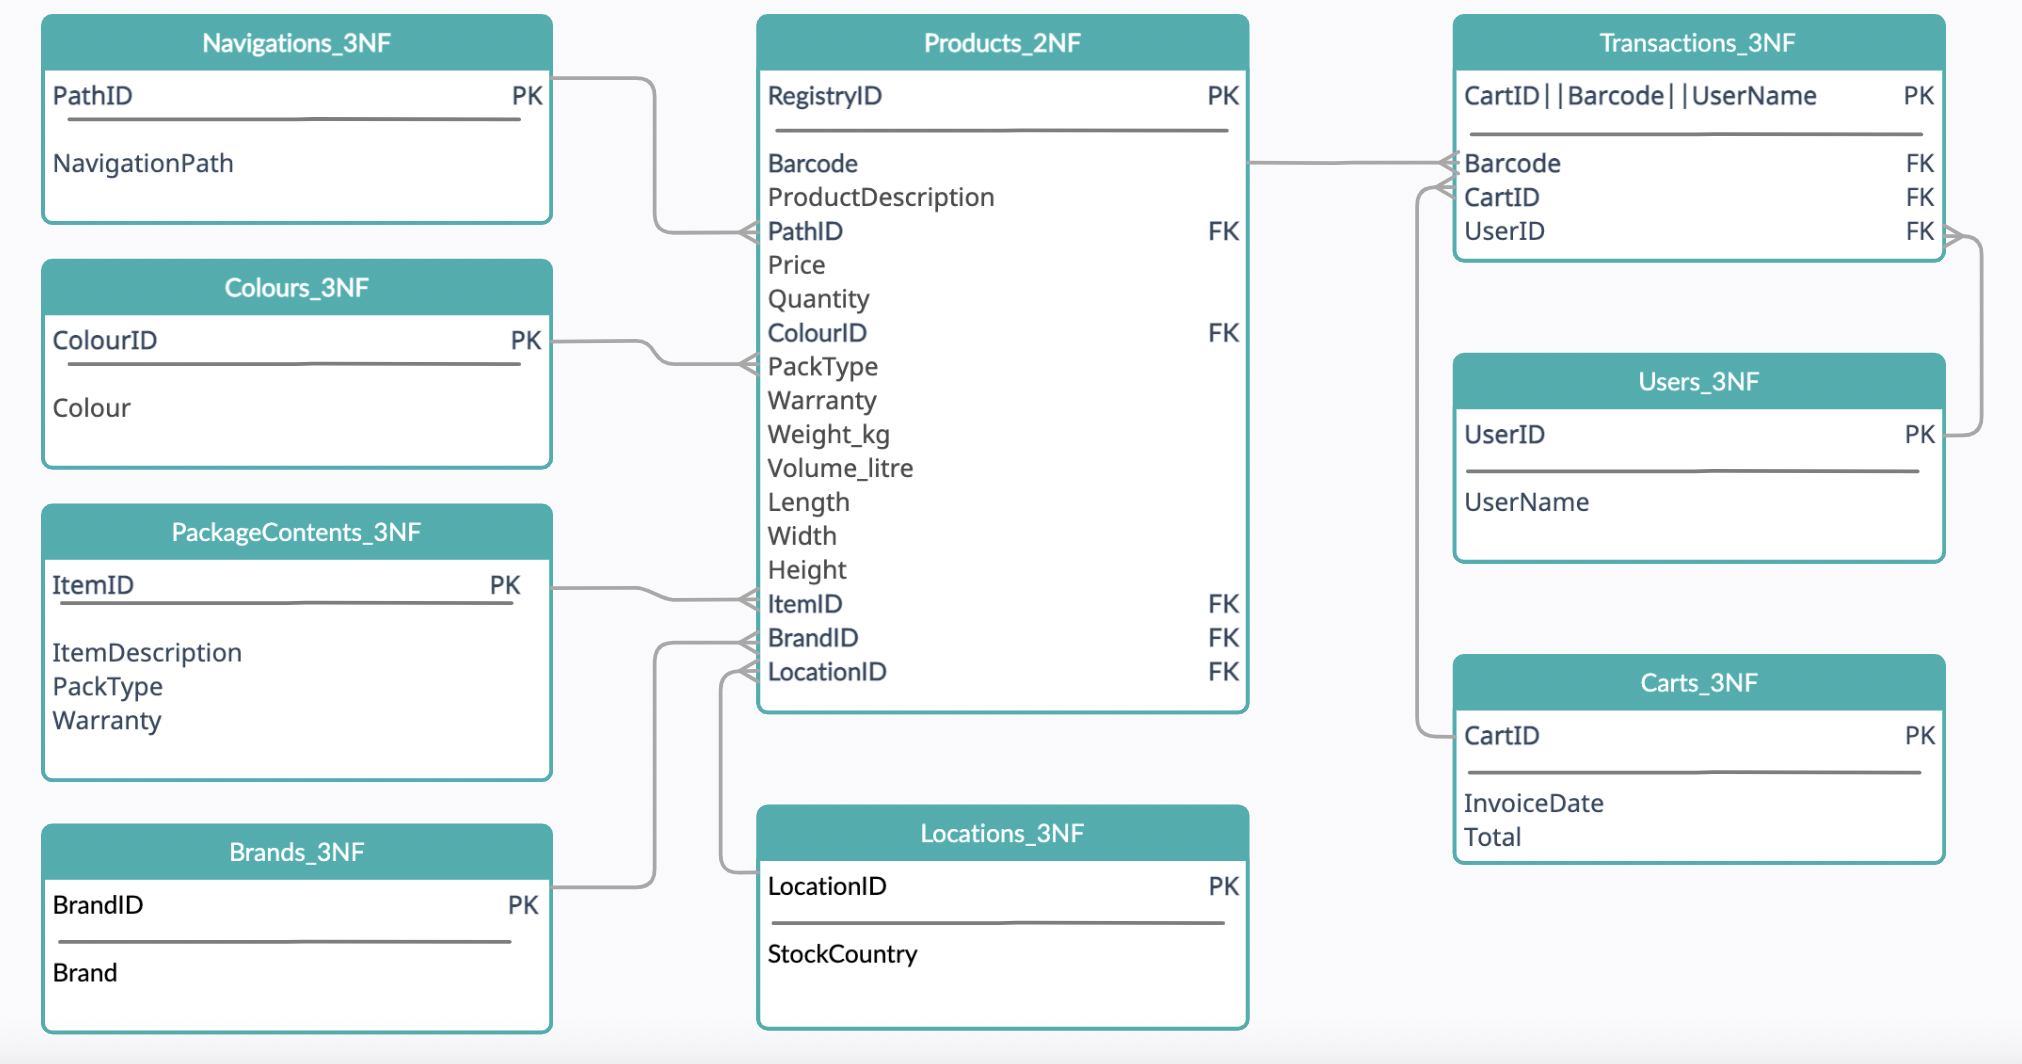 Navigations_3NF
PathID PK
NavigationPath
Colours_3NF
ColourID PK
Colour
PackageContents_3NF
ItemID PK
ItemDescription
PackType
Warranty
Brands_3NF
BrandID PK
Brand
Products_2NF
RegistryID PK
Barcode
ProductDescription
PathID FK
Price
Quantity
ColourID FK
PackType
Warranty
Weight_kg
Volume_litre
Length
Width
Height
ItemID FK
BrandID FK
LocationID FK
Locations_3NF
LocationID PK
StockCountry
Transactions_3NF
CartID||Barcode||UserName PK
Barcode FK
CartID FK
UserID FK
Users_3NF
UserID PK
UserName
Carts_3NF
CartID PK
InvoiceDate
Total